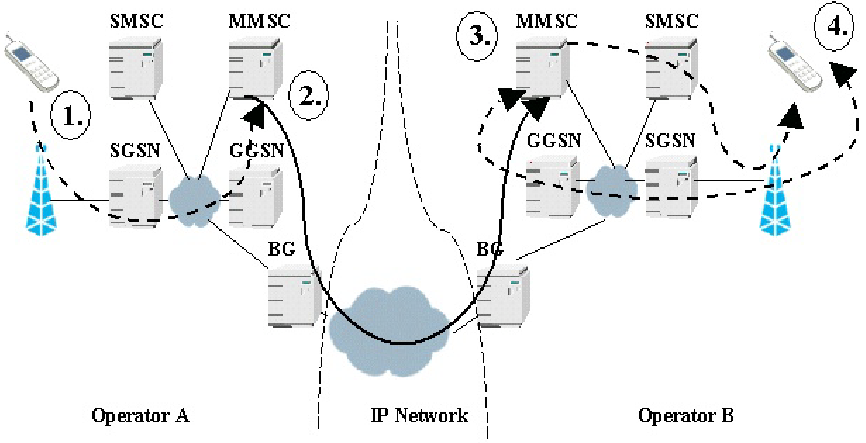 SMSC MMSC
MMSC SMSC
1.
2.
3.
4.
SGSN GGSN
GGSN SGSN
BG
BG
Operator A
IP Network
Operator B